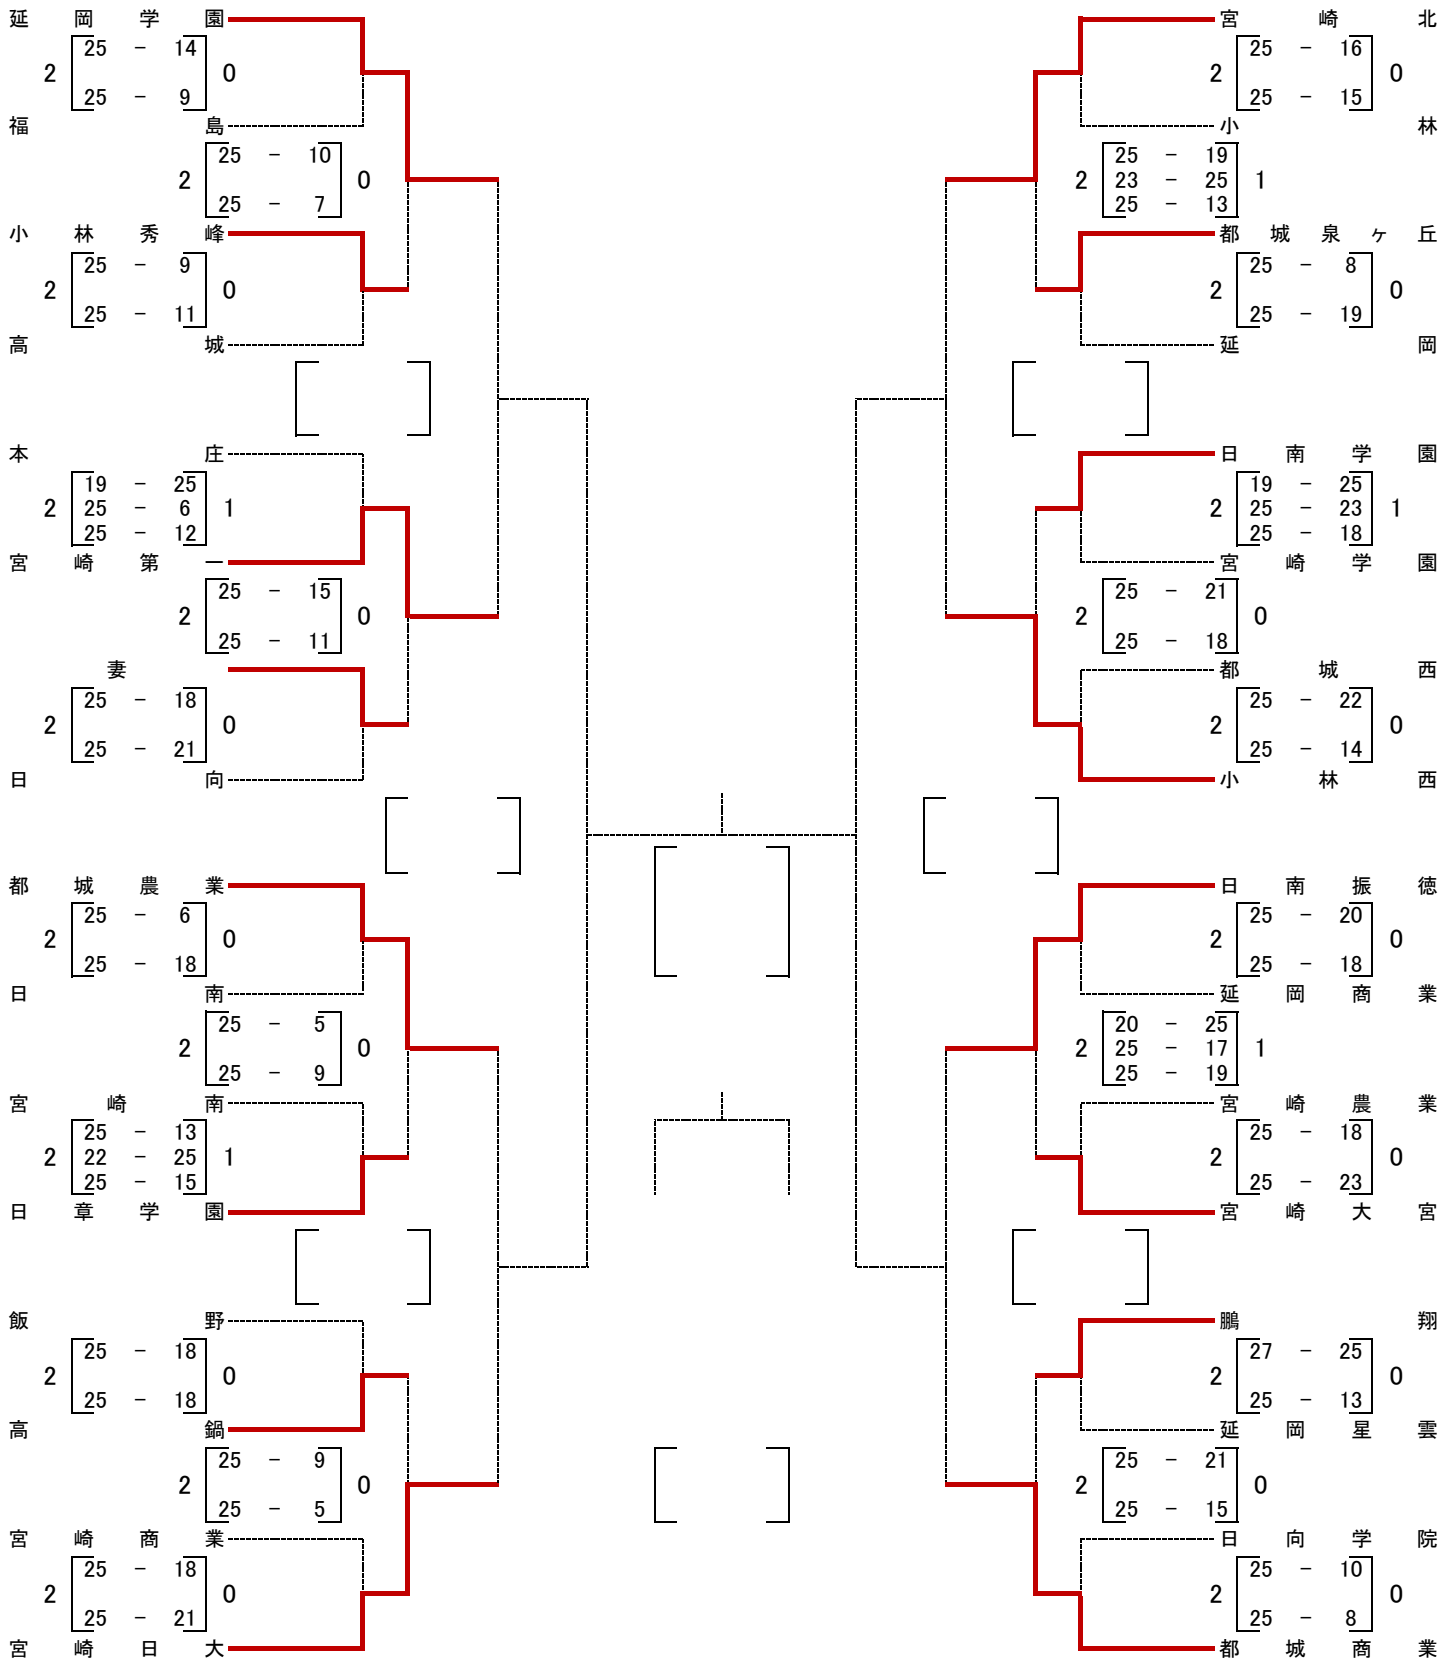 延岡学園
25 - 14
2 0
25 - 9
福島
25 - 10
2 0
25 - 7
小林秀峰
25 - 9
2 0
25 - 11
高城
本庄
19 - 25
2 25 - 6 1
25 - 12
宮崎第一
25 - 15
2 0
25 - 11
妻
25 - 18
2 0
25 - 21
日向
都城農業
25 - 6
2 0
25 - 18
日南
25 - 5
2 0
25 - 9
宮崎南
25 - 13
2 22 - 25 1
25 - 15
日章学園
飯野
25 - 18
2 0
25 - 18
高鍋
25 - 9
2 0
25 - 5
宮崎商業
25 - 18
2 0
25 - 21
宮崎日大
宮崎北
25 - 16
2 0
25 - 15
小林
25 - 19
2 23 - 25 1
25 - 13
都城泉ヶ丘
25 - 8
2 0
25 - 19
延岡
日南学園
19 - 25
2 25 - 23 1
25 - 18
宮崎学園
25 - 21
2 0
25 - 18
都城西
25 - 22
2 0
25 - 14
小林西
日南振徳
25 - 20
2 0
25 - 18
延岡商業
20 - 25
2 25 - 17 1
25 - 19
宮崎農業
25 - 18
2 0
25 - 23
宮崎大宮
鵬翔
27 - 25
2 0
25 - 13
延岡星雲
25 - 21
2 0
25 - 15
日向学院
25 - 10
2 0
25 - 8
都城商業